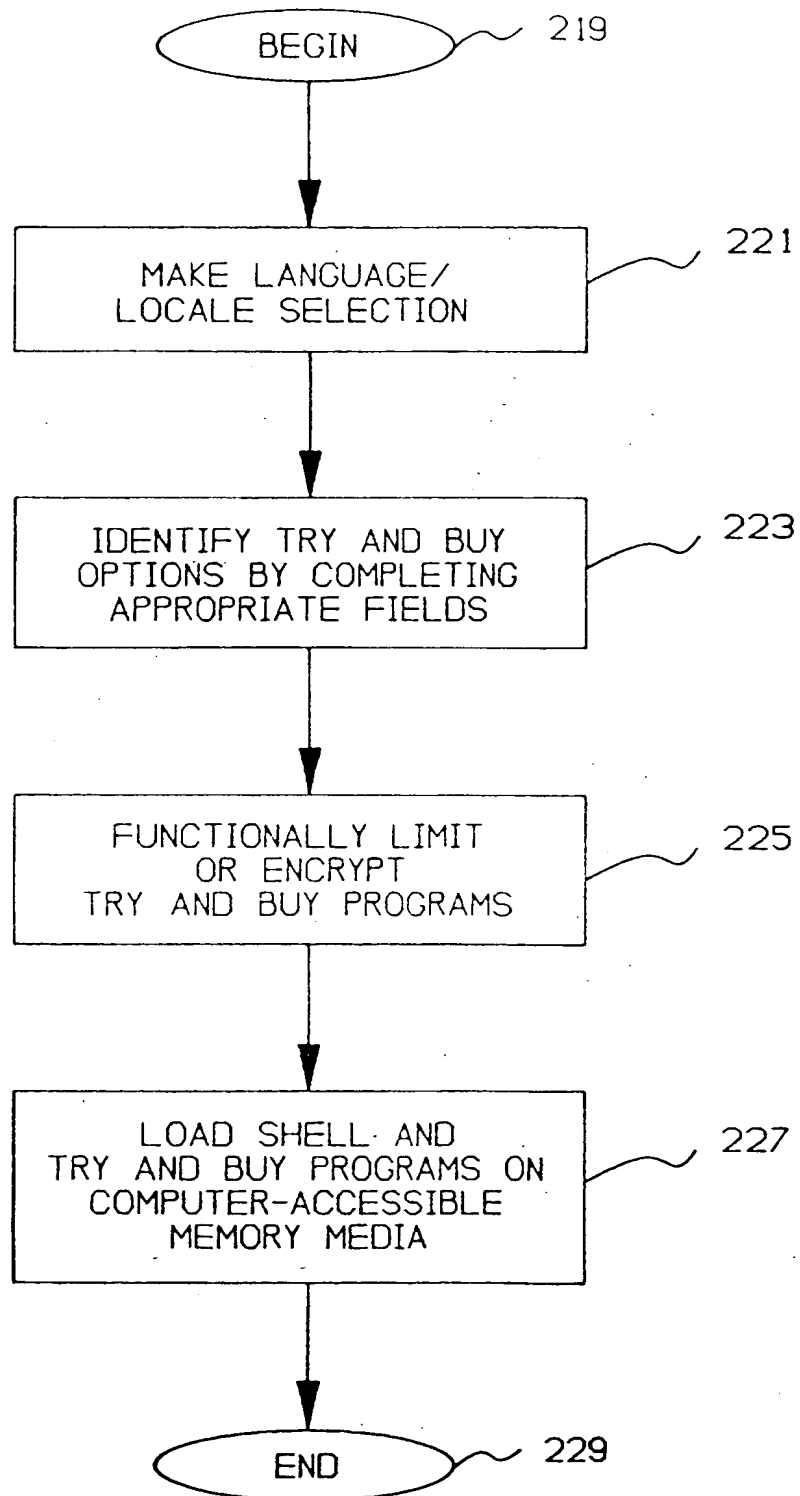 BEGIN
219
MAKE LANGUAGE/
LOCALE SELECTION
221
IDENTIFY TRY AND BUY
OPTIONS BY COMPLETING
APPROPRIATE FIELDS
223
FUNCTIONALLY LIMIT
OR ENCRYPT
TRY AND BUY PROGRAMS
225
LOAD SHELL AND
TRY AND BUY PROGRAMS ON
COMPUTER-ACCESSIBLE
MEMORY MEDIA
227
END
229